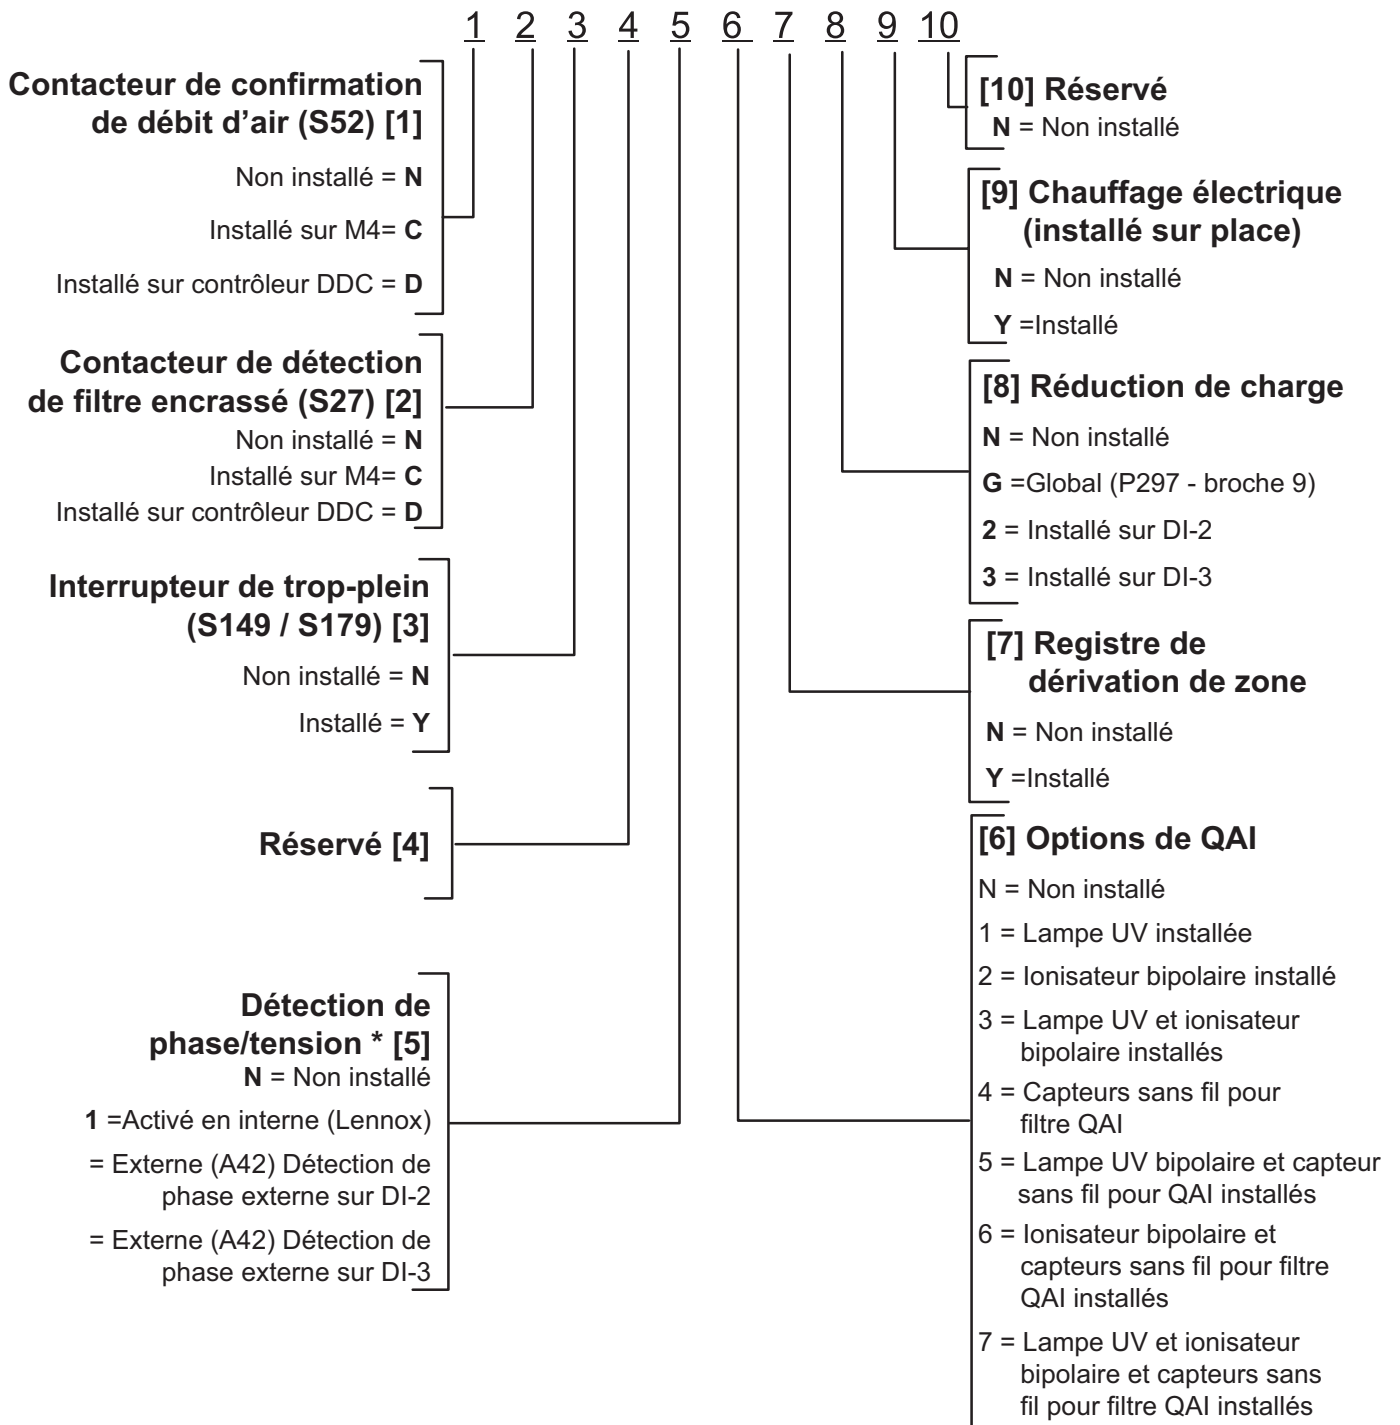 1 2 3 4 5 6 7 8 9 10
Contacteur de confirmation
de débit d’air (S52) [1]
Non installé = N
Installé sur M4= C
Installé sur contrôleur DDC = D
Contacteur de détection
de filtre encrassé (S27) [2]
Non installé = N
Installé sur M4= C
Installé sur contrôleur DDC = D
Interrupteur de trop-plein
(S149 / S179) [3]
Non installé = N
Installé = Y
Réservé [4]
Détection de
phase/tension * [5]
N = Non installé
1 =Activé en interne (Lennox)
= Externe (A42) Détection de
phase externe sur DI-2
= Externe (A42) Détection de
phase externe sur DI-3
[10] Réservé
N = Non installé
[9] Chauffage électrique
(installé sur place)
N = Non installé
Y =Installé
[8] Réduction de charge
N = Non installé
G =Global (P297 - broche 9)
2 = Installé sur DI-2
3 = Installé sur DI-3
[7] Registre de
dérivation de zone
N = Non installé
Y =Installé
[6] Options de QAI
N = Non installé
1 = Lampe UV installée
2 = Ionisateur bipolaire installé
3 = Lampe UV et ionisateur
bipolaire installés
4 = Capteurs sans fil pour
filtre QAI
5 = Lampe UV bipolaire et capteur
sans fil pour QAI installés
6 = Ionisateur bipolaire et
capteurs sans fil pour filtre
QAI installés
7 = Lampe UV et ionisateur
bipolaire et capteurs sans
fil pour filtre QAI installés